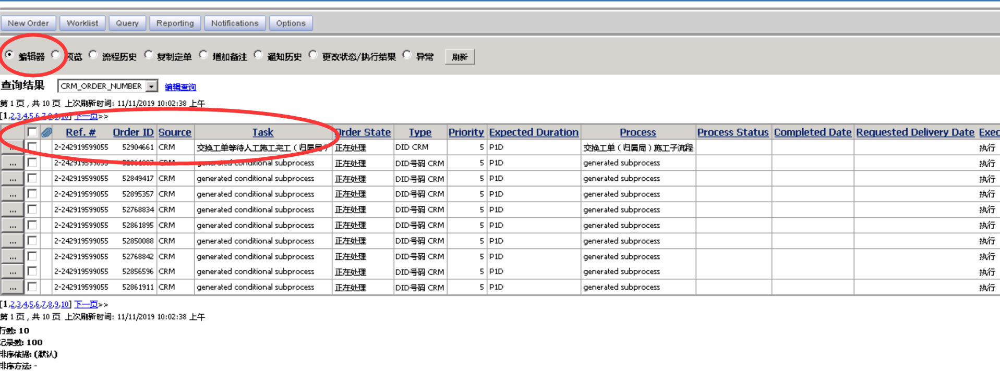 New Order Worklist Query Reporting Notifications Options
编辑器 预览 流程历史 复制定单 增加备注 通知历史 更改状态/执行结果 异常 刷新
查询结果 CRM_ORDER_NUMBER 编辑查询
第 1 页 , 共 10 页 上次刷新时间: 11/11/2019 10:02:38 上午
[1,2,3,4,5,6,7,8,9,10] 下一页>>
Ref. # Order ID Source Task Order State Type Priority Expected Duration Process Process Status Completed Date Requested Delivery Date Exec
... 2-242919599055 52904661 CRM 交换工单等待人工施工完工（归属局） 正在处理 DID CRM 5 P1D 交换工单（归属局）施工子流程 执行
... 2-242919599055 CRM generated conditional subprocess 正在处理 DID号码 CRM 5 P1D generated subprocess 执行
... 2-242919599055 52849417 CRM generated conditional subprocess 正在处理 DID号码 CRM 5 P1D generated subprocess 执行
... 2-242919599055 52895357 CRM generated conditional subprocess 正在处理 DID号码 CRM 5 P1D generated subprocess 执行
... 2-242919599055 52768834 CRM generated conditional subprocess 正在处理 DID号码 CRM 5 P1D generated subprocess 执行
... 2-242919599055 52861895 CRM generated conditional subprocess 正在处理 DID号码 CRM 5 P1D generated subprocess 执行
... 2-242919599055 52850088 CRM generated conditional subprocess 正在处理 DID号码 CRM 5 P1D generated subprocess 执行
... 2-242919599055 52768842 CRM generated conditional subprocess 正在处理 DID号码 CRM 5 P1D generated subprocess 执行
... 2-242919599055 52856596 CRM generated conditional subprocess 正在处理 DID号码 CRM 5 P1D generated subprocess 执行
... 2-242919599055 52861911 CRM generated conditional subprocess 正在处理 DID号码 CRM 5 P1D generated subprocess 执行
[1,2,3,4,5,6,7,8,9,10] 下一页>>
第 1 页 , 共 10 页 上次刷新时间: 11/11/2019 10:02:38 上午
行数: 10
记录数: 100
排序依据: (默认)
排序方法: -